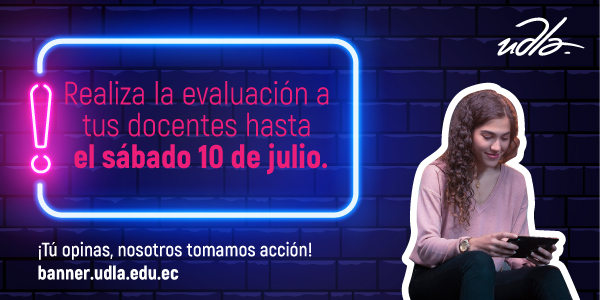 udla-
Realiza la evaluación a
tus docentes hasta
el sábado 10 de julio.
¡Tú opinas, nosotros tomamos acción!
banner.udla.edu.ec